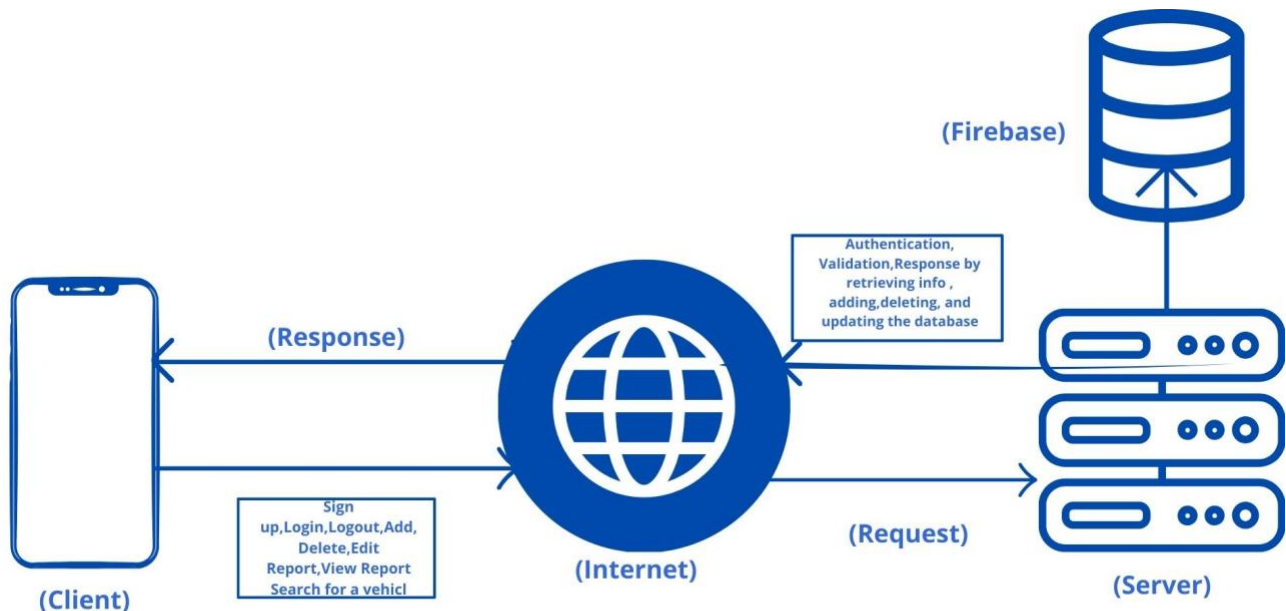 (Firebase)
Authentication,
Validation,Response by
retrieving info ,
adding,deleting, and
updating the database
(Response)
Sign
up,Login,Logout,Add,
Delete,Edit
Report,View Report
Search for a vehicl
(Request)
(Internet)
(Server)
(Client)